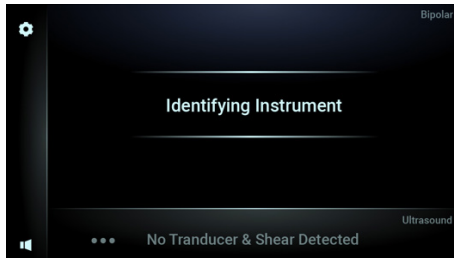 Bipolar
Identifying Instrument
Ultrasound
No Tranducer & Shear Detected